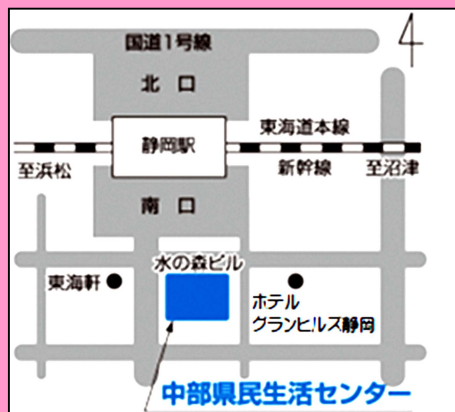 国道1号線
北口
静岡駅
東海道本線
至浜松
新幹線
至沼津
南口
水の森ビル
東海軒
ホテル
グランヒルズ静岡
中部県民生活センター